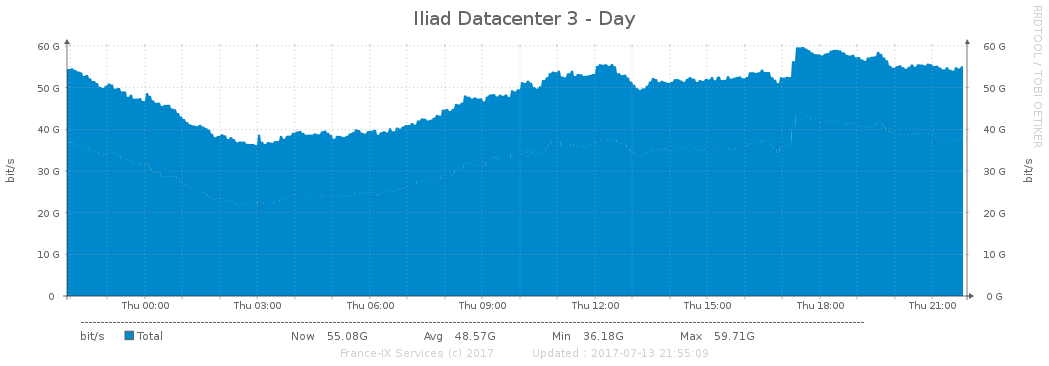 Iliad Datacenter 3 - Day
RRDTOOL / TOBI OETIKER
60 G 60 G
50 G 50 G
40 G 40 G
30 G 30 G
20 G 20 G
10 G 10 G
0 0 G
bit/s
bit/s
Thu 00:00 Thu 03:00 Thu 06:00 Thu 09:00 Thu 12:00 Thu 15:00 Thu 18:00 Thu 21:00
bit/s Total Now 55.08G Avg 48.57G Min 36.18G Max 59.71G
France-IX Services (c) 2017 Updated : 2017-07-13 21:55:09